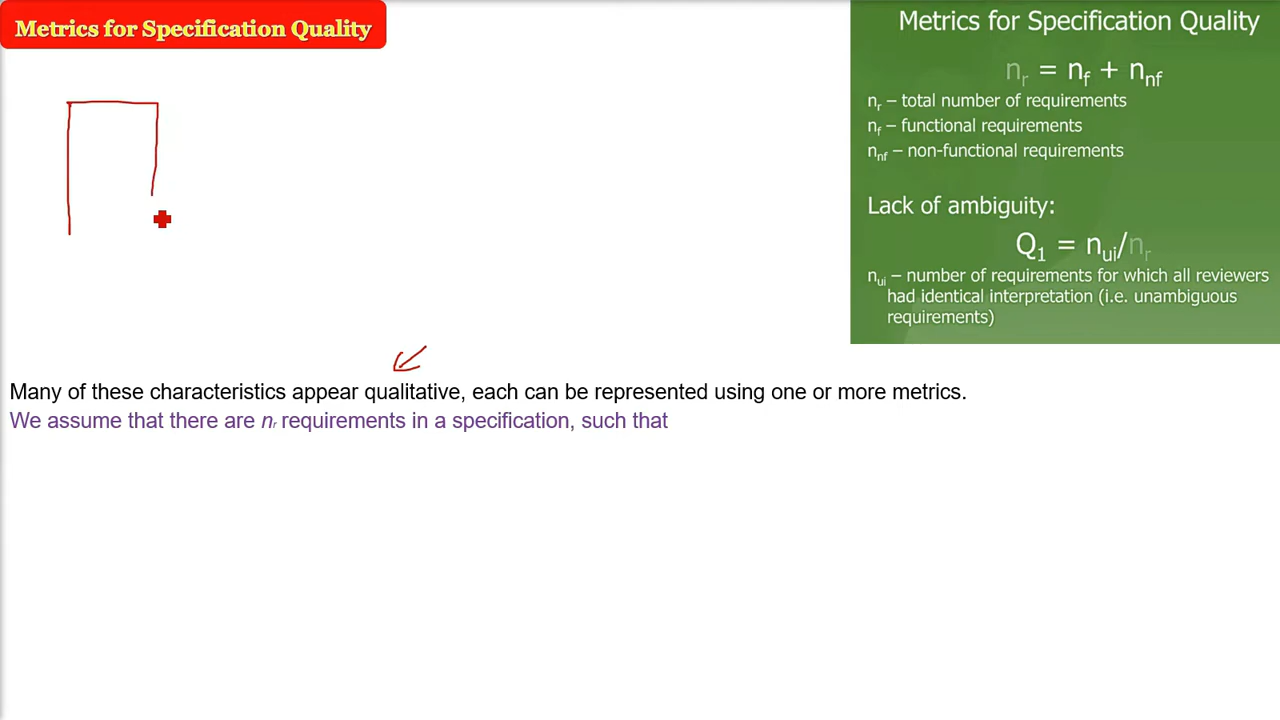 Metrics for Specification Quality
Metrics for Specification Quality
nr = nf + nnf
nr – total number of requirements
nf – functional requirements
nnf – non-functional requirements
Lack of ambiguity:
Q1 = nui/nr
nui – number of requirements for which all reviewers
had identical interpretation (i.e. unambiguous
requirements)
Many of these characteristics appear qualitative, each can be represented using one or more metrics.
We assume that there are nr requirements in a specification, such that